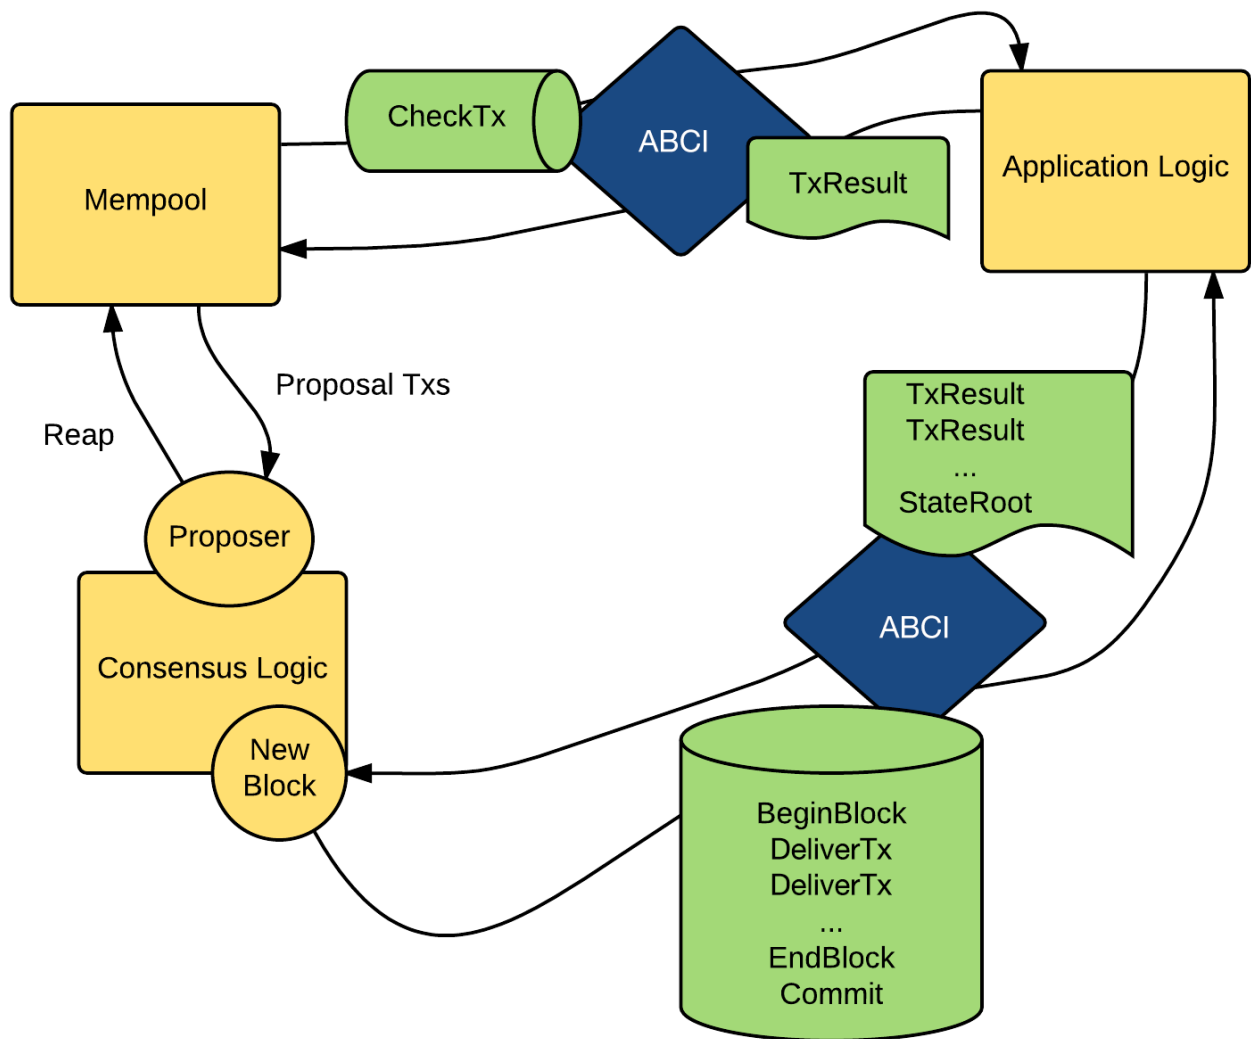 CheckTx
ABCI
Mempool
TxResult
Application Logic
Proposal Txs
Reap
TxResult
TxResult
...
StateRoot
Proposer
ABCI
Consensus Logic
New
Block
BeginBlock
DeliverTx
DeliverTx
...
EndBlock
Commit